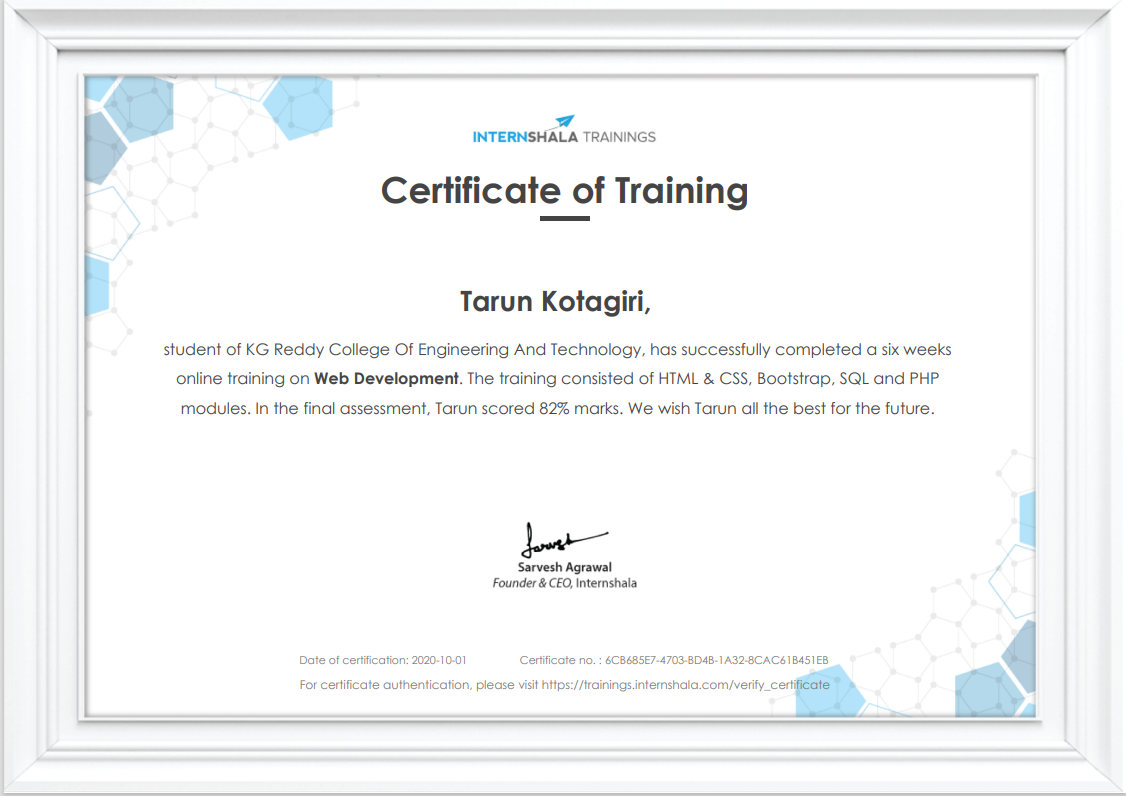 INTERNSHALA TRAININGS
Certificate of Training
Tarun Kotagiri,
student of KG Reddy College Of Engineering And Technology, has successfully completed a six weeks
online training on Web Development. The training consisted of HTML & CSS, Bootstrap, SQL and PHP
modules. In the final assessment, Tarun scored 82% marks. We wish Tarun all the best for the future.
Sarvesh
Sarvesh Agrawal
Founder & CEO, Internshala
Date of certification: 2020-10-01 Certificate no. : 6CB685E7-4703-BD4B-1A32-8CAC61B451EB
For certificate authentication, please visit https://trainings.internshala.com/verify_certificate